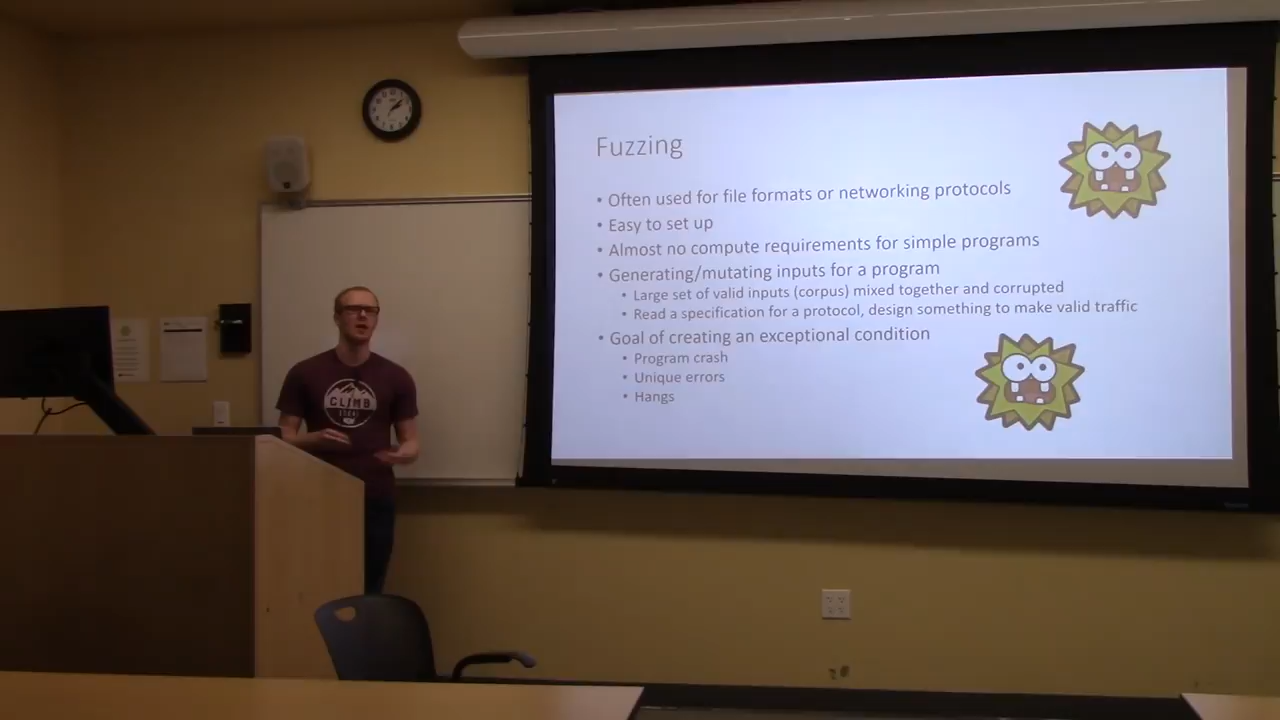 Fuzzing
• Often used for file formats or networking protocols
• Easy to set up
• Almost no compute requirements for simple programs
• Generating/mutating inputs for a program
• Large set of valid inputs (corpus) mixed together and corrupted
• Read a specification for a protocol, design something to make valid traffic
• Goal of creating an exceptional condition
• Program crash
• Unique errors
• Hangs
CLIMB